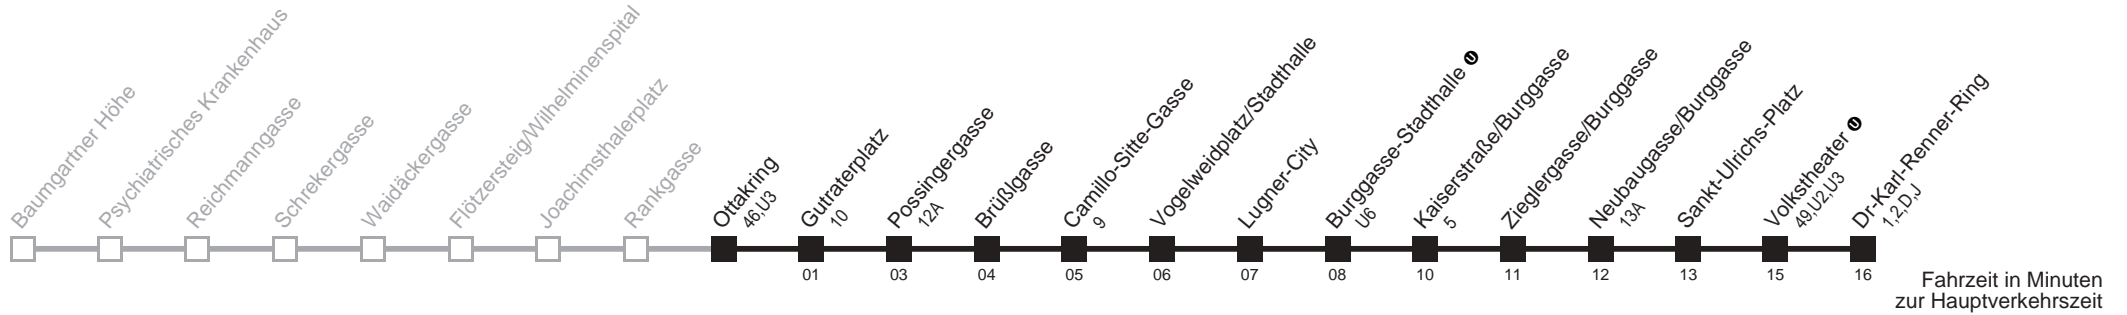 Baumgartner Höhe
Psychiatrisches Krankenhaus
Reichmanngasse
Schrekergasse
Waidäckergasse
Flötzersteig/Wilhelminenspital
Joachimsthalerplatz
Rankgasse
Ottakring
46,U3
Gutraterplatz
10
Possingergasse
12A
Brüßlgasse
Camillo-Sitte-Gasse
9
Vogelweidplatz/Stadthalle
Lugner-City
Burggasse-Stadthalle U
U6
Kaiserstraße/Burggasse
5
Zieglergasse/Burggasse
Neubaugasse/Burggasse
13A
Sankt-Ulrichs-Platz
Volkstheater U
49,U2,U3
Dr-Karl-Renner-Ring
1,2,D,J
01 03 04 05 06 07 08 10 11 12 13 15 16
Fahrzeit in Minuten
zur Hauptverkehrszeit